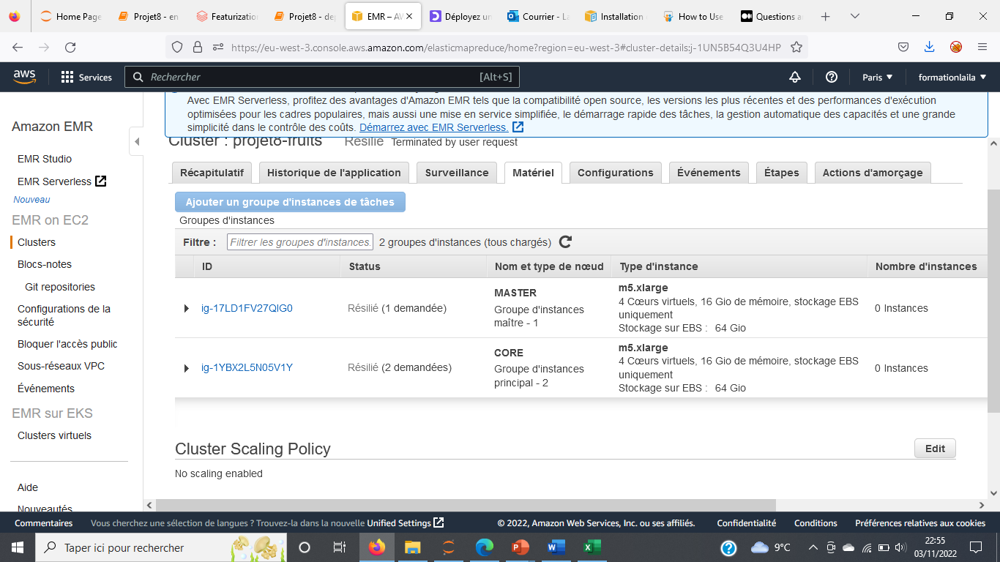 Home Page
Projet8 - en
Featurization
Projet8 - dep
EMR – AW
Déployez un
Courrier - La
Installation
How to Use
Questions a
https://eu-west-3.console.aws.amazon.com/elasticmapreduce/home?region=eu-west-3#cluster-details:j-1UN5B54Q3U4HP
aws
Services
Rechercher
[Alt+S]
Paris
formationlaila
Avec EMR Serverless, profitez des avantages d'Amazon EMR tels que la compatibilité open source, les versions les plus récentes et des performances d'exécution
optimisées pour les cadres populaires, mais aussi une mise en service simplifiée, le démarrage rapide des tâches, la gestion automatique des capacités et une grande
simplicité dans le contrôle des coûts. Démarrez avec EMR Serverless.
Amazon EMR
EMR Studio
EMR Serverless
Nouveau
EMR on EC2
Clusters
Blocs-notes
Git repositories
Configurations de la
sécurité
Bloquer l'accès public
Sous-réseaux VPC
Événements
EMR sur EKS
Clusters virtuels
Aide
Nouveautés
Cluster : projet8-fruits Résilié Terminated by user request
Récapitulatif
Historique de l'application
Surveillance
Matériel
Configurations
Événements
Étapes
Actions d'amorçage
Ajouter un groupe d'instances de tâches
Groupes d'instances
Filtre : Filtrer les groupes d'instances. 2 groupes d'instances (tous chargés)
ID Status Nom et type de nœud Type d'instance Nombre d'instances
ig-17LD1FV27QIG0
Résilié (1 demandée)
MASTER
Groupe d'instances
maître - 1
m5.xlarge
4 Cœurs virtuels, 16 Gio de mémoire, stockage EBS
uniquement
Stockage sur EBS : 64 Gio
0 Instances
ig-1YBX2L5N05V1Y
Résilié (2 demandées)
CORE
Groupe d'instances
principal - 2
m5.xlarge
4 Cœurs virtuels, 16 Gio de mémoire, stockage EBS
uniquement
Stockage sur EBS : 64 Gio
0 Instances
Cluster Scaling Policy
Edit
No scaling enabled
Commentaires
Vous cherchez une sélection de langues ? Trouvez-la dans la nouvelle Unified Settings
© 2022, Amazon Web Services, Inc. ou ses affiliés.
Confidentialité
Conditions
Préférences relatives aux cookies
Taper ici pour rechercher
9°C
22:55
03/11/2022